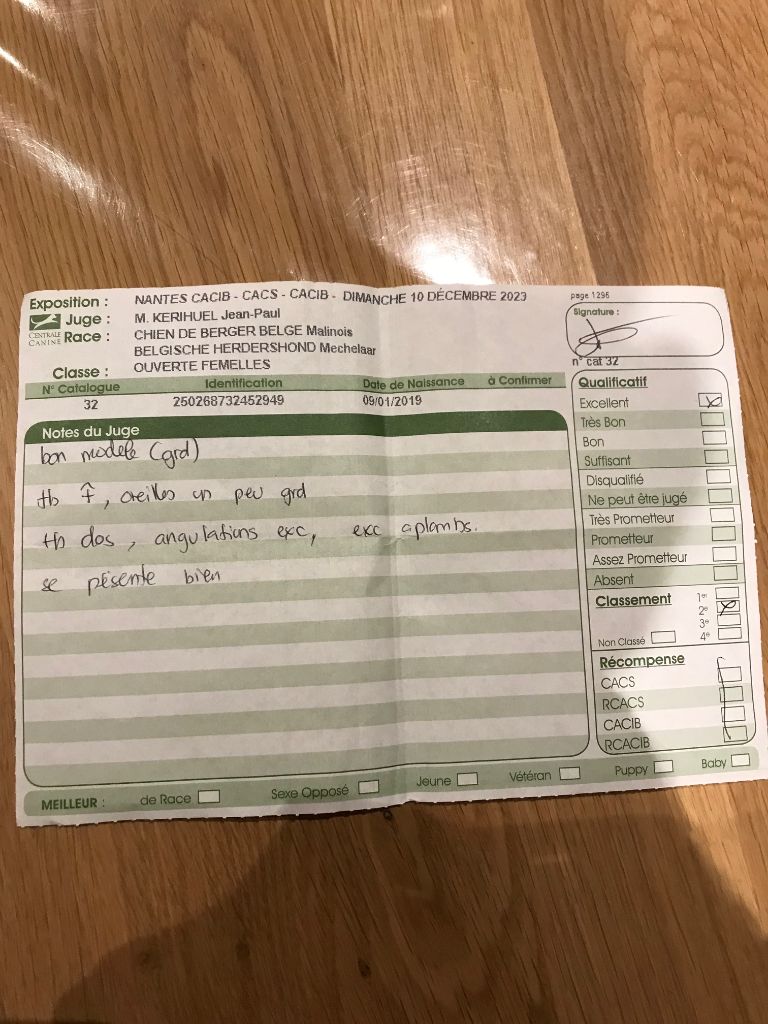 Exposition : NANTES CACIB - CACS - CACIB - DIMANCHE 10 DÉCEMBRE 2023
page 1296
CENTRALE CANINE
Juge : M. KERIHUEL Jean-Paul
Race : CHIEN DE BERGER BELGE Malinois
BELGISCHE HERDERSHOND Mechelaar
Classe : OUVERTE FEMELLES
Signature :
n° cat 32
N° Catalogue Identification Date de Naissance à Confirmer
32 250268732452949 09/01/2019
Notes du Juge
bon modele (grd)
tb , oreilles un peu grd
tb dos, angulations exc, exc aplombs.
se pésente bien
Qualificatif
Excellent
Très Bon
Bon
Suffisant
Disqualifié
Ne peut être jugé
Très Prometteur
Prometteur
Assez Prometteur
Absent
Classement 1er
2e
3e
Non Classé 4e
Récompense
CACS
RCACS
CACIB
RCACIB
MEILLEUR : de Race Sexe Opposé Jeune Vétéran Puppy Baby